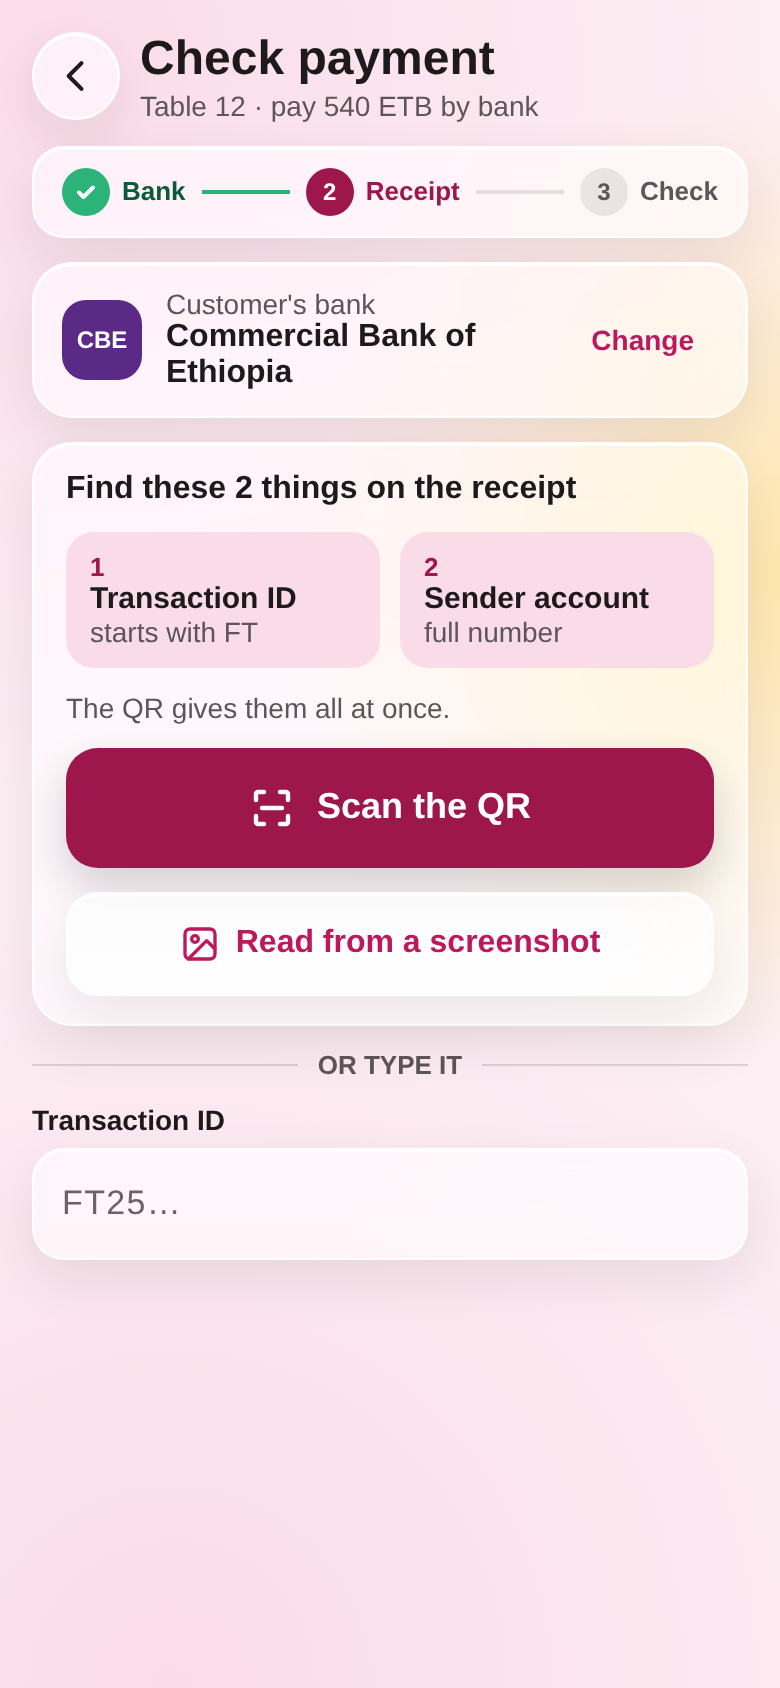 Check payment
Table 12 · pay 540 ETB by bank
Bank
2 Receipt
3 Check
CBE
Customer's bank
Commercial Bank of
Ethiopia
Change
Find these 2 things on the receipt
1
Transaction ID
starts with FT
2
Sender account
full number
The QR gives them all at once.
Scan the QR
Read from a screenshot
OR TYPE IT
Transaction ID
FT25…